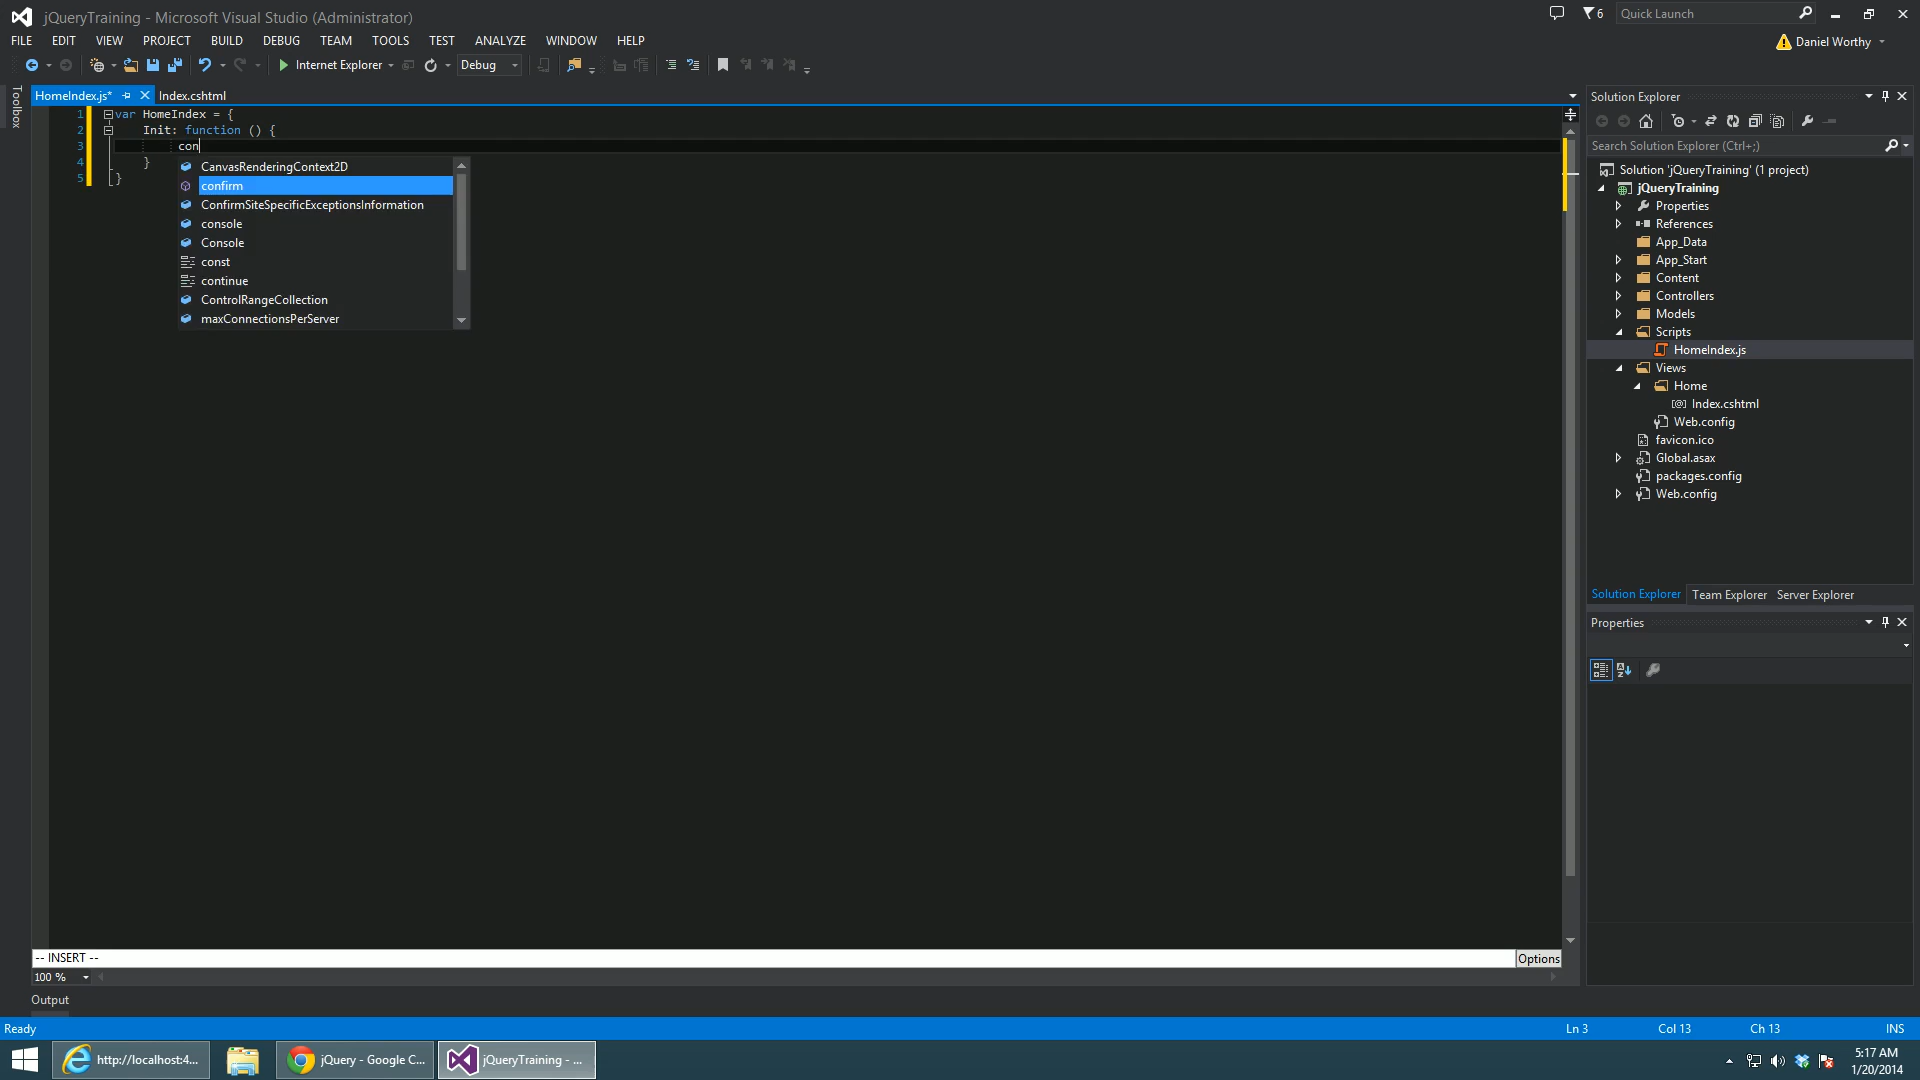 jQueryTraining - Microsoft Visual Studio (Administrator)
6
Quick Launch
FILE EDIT VIEW PROJECT BUILD DEBUG TEAM TOOLS TEST ANALYZE WINDOW HELP
Daniel Worthy
Internet Explorer
Debug
Toolbox
HomeIndex.js*
Index.cshtml
1 var HomeIndex = {
2 Init: function () {
3 con
4 }
5 }
CanvasRenderingContext2D
confirm
ConfirmSiteSpecificExceptionsInformation
console
Console
const
continue
ControlRangeCollection
maxConnectionsPerServer
Solution Explorer
Search Solution Explorer (Ctrl+;)
Solution 'jQueryTraining' (1 project)
jQueryTraining
Properties
References
App_Data
App_Start
Content
Controllers
Models
Scripts
HomeIndex.js
Views
Home
Index.cshtml
Web.config
favicon.ico
Global.asax
packages.config
Web.config
Solution Explorer Team Explorer Server Explorer
Properties
-- INSERT --
Options
100 %
Output
Ready
Ln 3
Col 13
Ch 13
INS
http://localhost:4...
jQuery - Google C...
jQueryTraining - ...
5:17 AM
1/20/2014